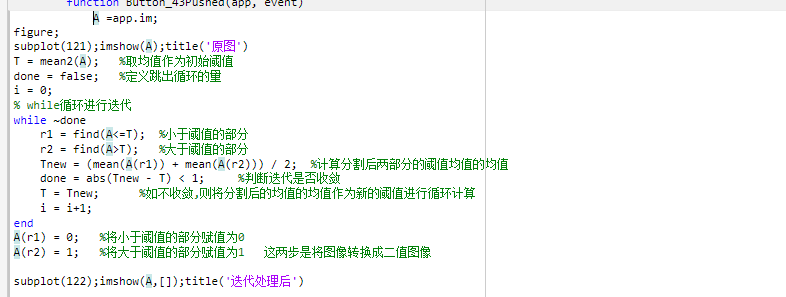 function Button_43Pushed(app, event)
A =app.im;
figure;
subplot(121);imshow(A);title('原图')
T = mean2(A);   %取均值作为初始阈值
done = false;   %定义跳出循环的量
i = 0;
% while循环进行迭代
while ~done
    r1 = find(A<=T);  %小于阈值的部分
    r2 = find(A>T);   %大于阈值的部分
    Tnew = (mean(A(r1)) + mean(A(r2))) / 2;  %计算分割后两部分的阈值均值的均值
    done = abs(Tnew - T) < 1;     %判断迭代是否收敛
    T = Tnew;      %如不收敛,则将分割后的均值的均值作为新的阈值进行循环计算
    i = i+1;
end
A(r1) = 0;   %将小于阈值的部分赋值为0
A(r2) = 1;   %将大于阈值的部分赋值为1   这两步是将图像转换成二值图像
subplot(122);imshow(A,[]);title('迭代处理后')